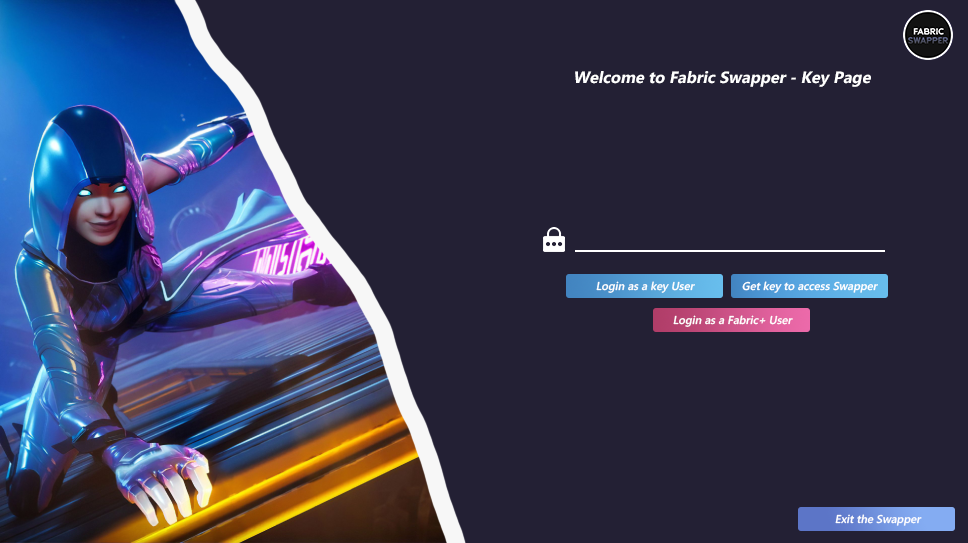 FABRIC
SWAPPER
Welcome to Fabric Swapper - Key Page
Login as a key User
Get key to access Swapper
Login as a Fabric+ User
Exit the Swapper